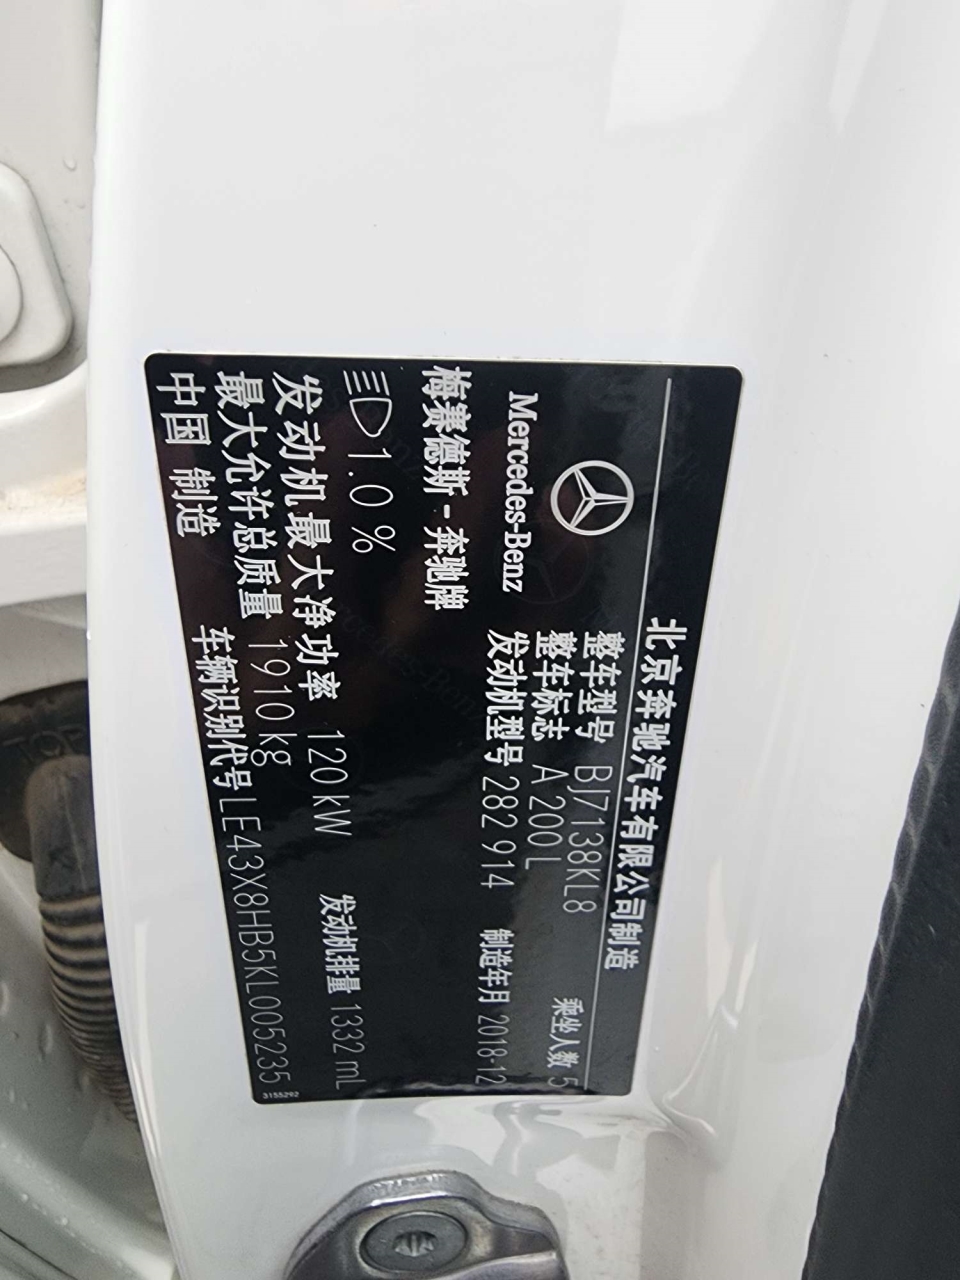 北京奔驰汽车有限公司制造
Mercedes-Benz
整车型号 BJ7138KL8
乘坐人数 5
整车标志 A 200 L
梅赛德斯-奔驰牌
发动机型号 282 914
制造年月 2018-12
1.0 %
发动机最大净功率 120 kW
发动机排量 1332 mL
最大允许总质量 1910 kg
中国 制造
车辆识别代号 LE43X8HB5KL005235
3155292